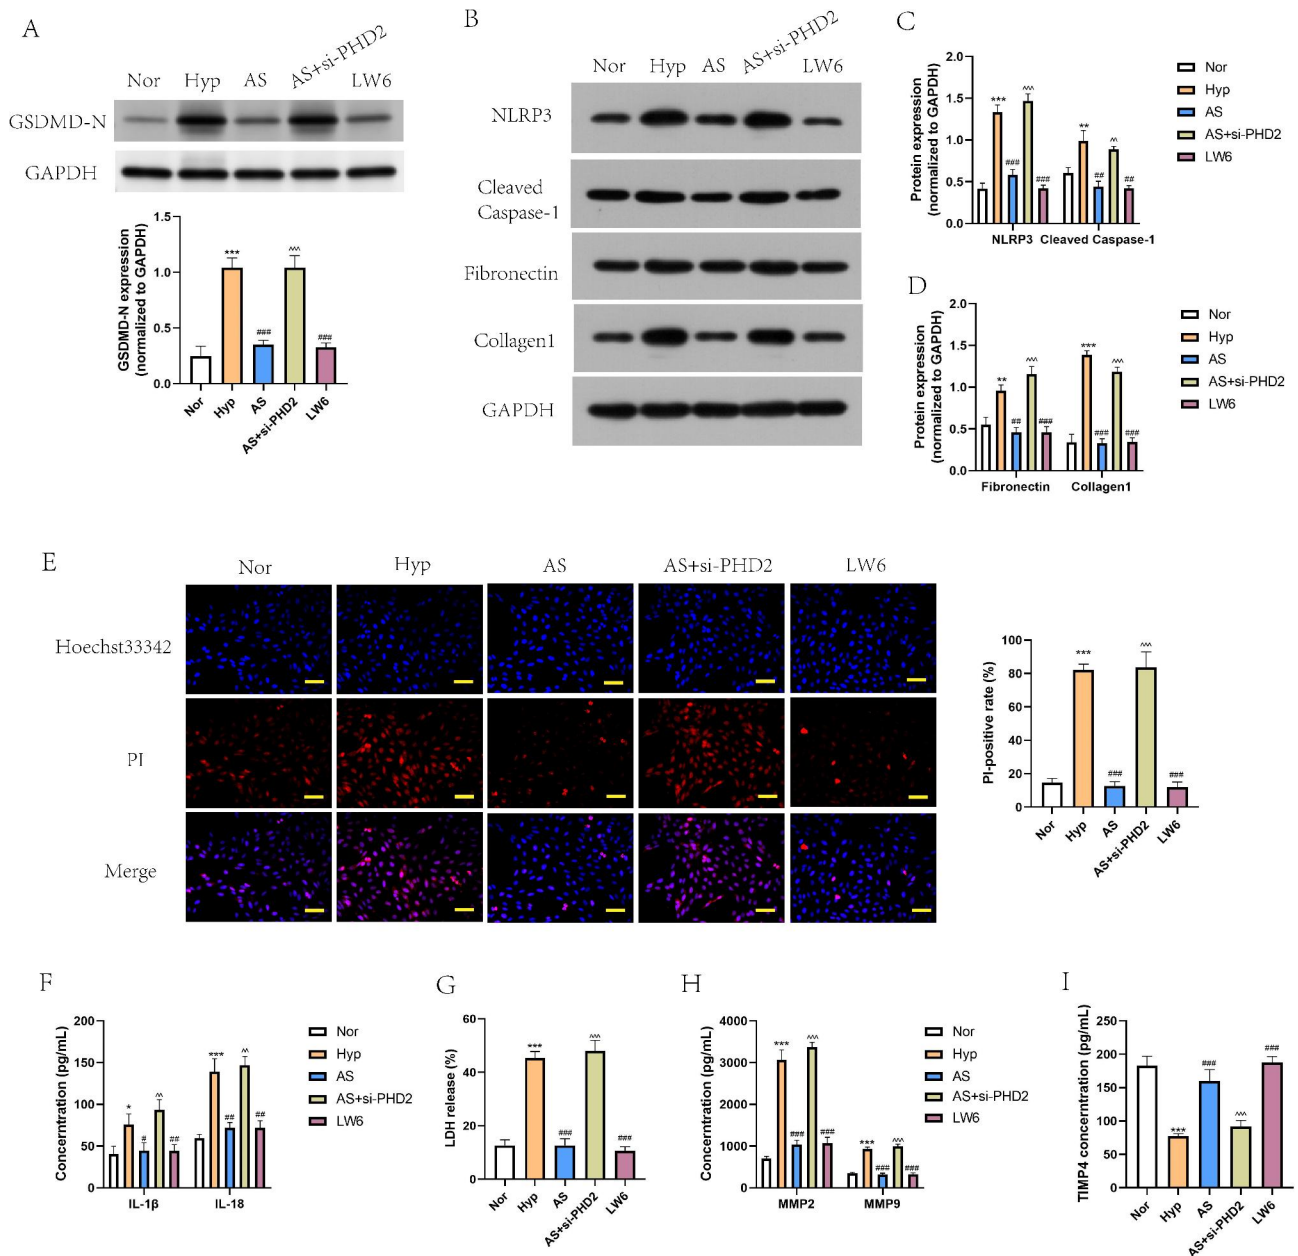 A
Nor Hyp AS AS+si-PHD2 LW6
GSDMD-N
GAPDH
GSDMD-N expression
(normalized to GAPDH)
1.5
1.0
0.5
0.0
***
###
^^^
###
Nor Hyp AS AS+si-PHD2 LW6
B
Nor Hyp AS AS+si-PHD2 LW6
NLRP3
Cleaved
Caspase-1
Fibronectin
Collagen1
GAPDH
C
Protein expression
(normalized to GAPDH)
2.0
1.5
1.0
0.5
0.0
*** ### ^^^ ### ** ## ^^ ##
NLRP3 Cleaved Caspase-1
Nor
Hyp
AS
AS+si-PHD2
LW6
D
Protein expression
(normalized to GAPDH)
2.0
1.5
1.0
0.5
0.0
** ## ^^^ ### *** ### ^^^ ###
Fibronectin Collagen1
Nor
Hyp
AS
AS+si-PHD2
LW6
E
Nor Hyp AS AS+si-PHD2 LW6
Hoechst33342
PI
Merge
PI-positive rate (%)
100
80
60
40
20
0
*** ### ^^^ ###
Nor Hyp AS AS+si-PHD2 LW6
F
Concerntration (pg/mL)
200
150
100
50
0
* # ^^ ## *** ## ^^ ##
IL-1β IL-18
Nor
Hyp
AS
AS+si-PHD2
LW6
G
LDH release (%)
60
40
20
0
*** ### ^^^ ###
Nor Hyp AS AS+si-PHD2 LW6
H
Concerntration (pg/mL)
4000
3000
2000
1000
0
*** ### ^^^ ### *** ### ^^^ ###
MMP2 MMP9
Nor
Hyp
AS
AS+si-PHD2
LW6
I
TIMP4 concerntration (pg/mL)
250
200
150
100
50
0
*** ### ^^^ ###
Nor Hyp AS AS+si-PHD2 LW6